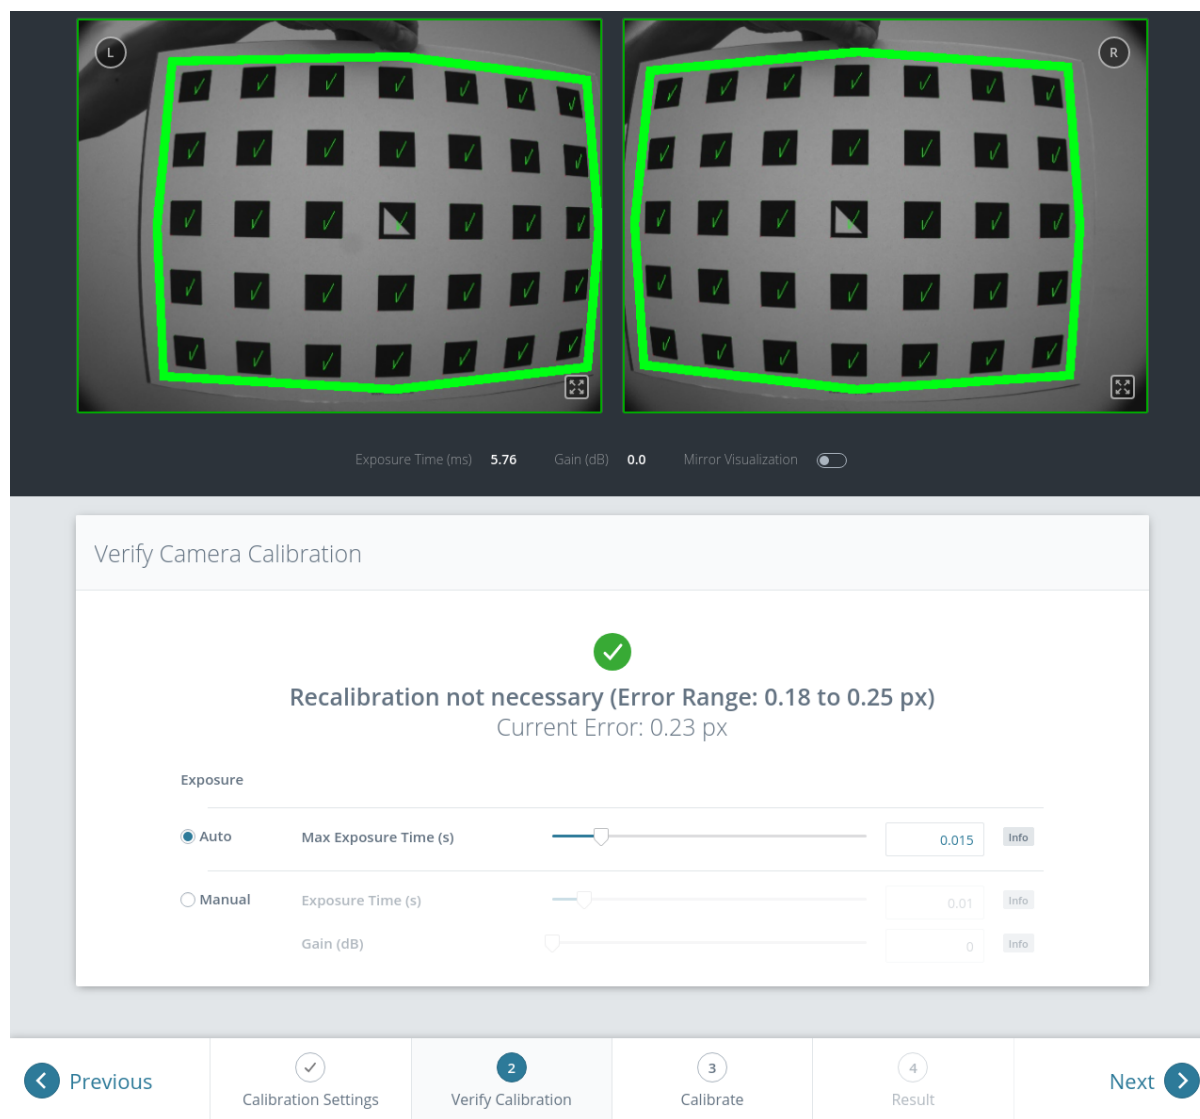 L
R
Exposure Time (ms) 5.76 Gain (dB) 0.0 Mirror Visualization
Verify Camera Calibration
Recalibration not necessary (Error Range: 0.18 to 0.25 px)
Current Error: 0.23 px
Exposure
Auto Max Exposure Time (s) 0.015 Info
Manual Exposure Time (s) 0.01 Info
Gain (dB) 0 Info
Previous
Calibration Settings
2
Verify Calibration
3
Calibrate
4
Result
Next